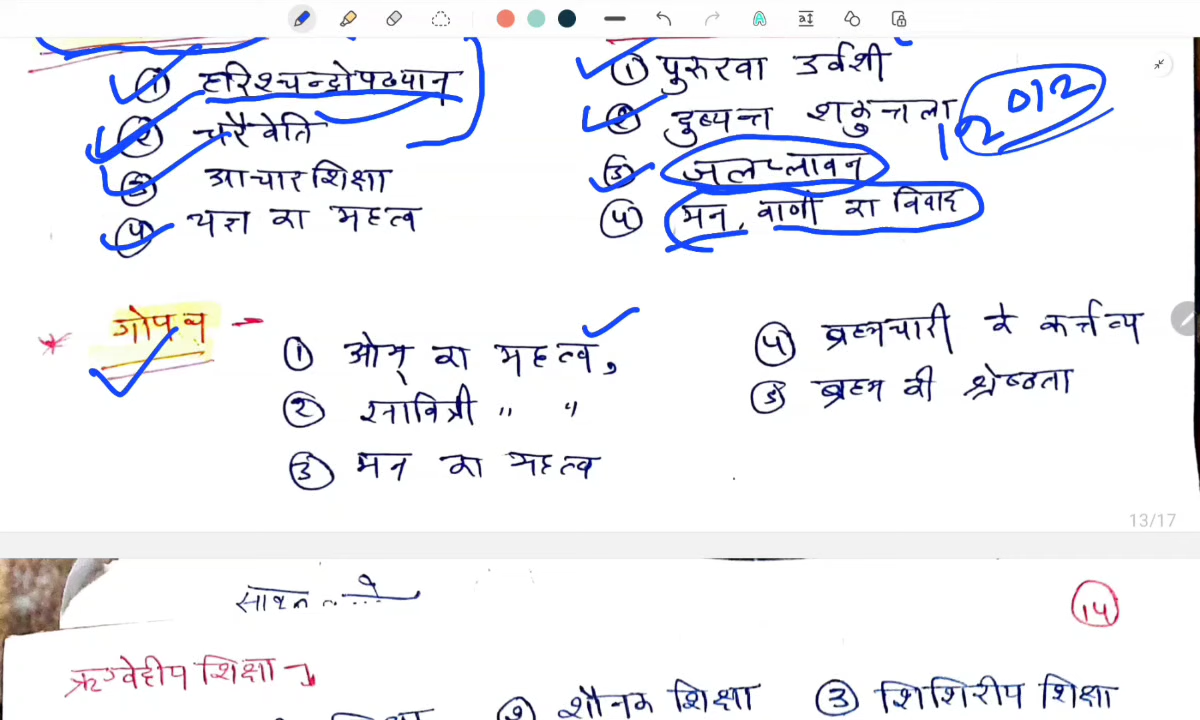 ① हरिश्चन्द्रोपख्यान
② चरैवेति
③ आचार शिक्षा
④ यज्ञ का महत्व
① पुरुरवा उर्वशी
② दुष्यन्त शकुन्तला
③ जलप्लावन
④ मन, वाणी का विवाद
2012
* गोपथ -
① ओम् का महत्व,
② सावित्री " "
③ मन का महत्व
④ ब्रह्मचारी के कर्त्तव्य
⑤ ब्रह्म की श्रेष्ठता
13/17
14
ऋग्वेदीय शिक्षा
शिक्षा ② शौनक शिक्षा ③ शिशिरीय शिक्षा